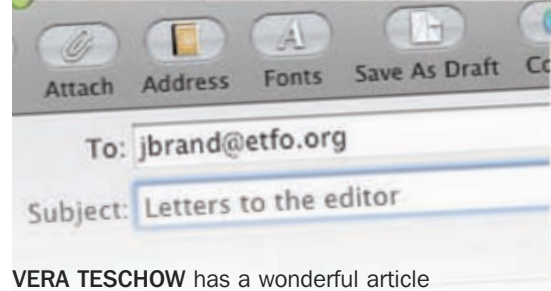 Attach Address Fonts Save As Draft
To: jbrand@etfo.org
Subject: Letters to the editor
VERA TESCHOW has a wonderful article